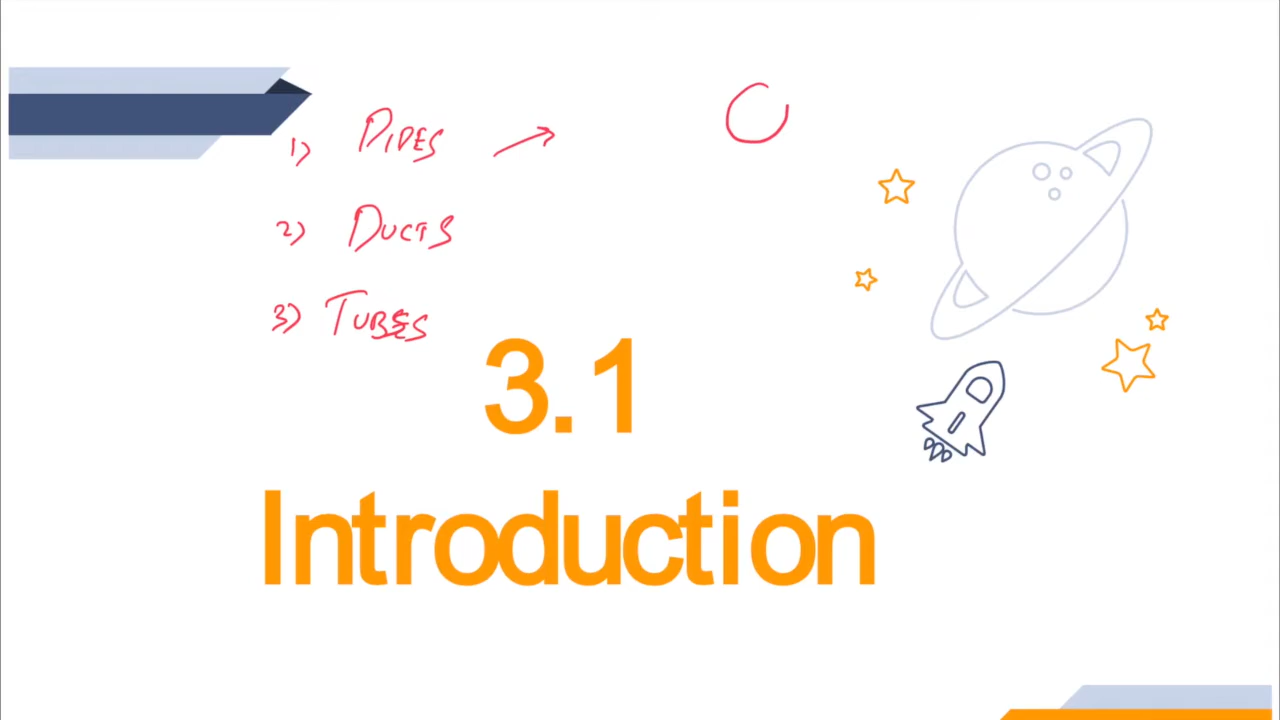 1) PIPES
2) DUCTS
3) TUBES
3.1
Introduction